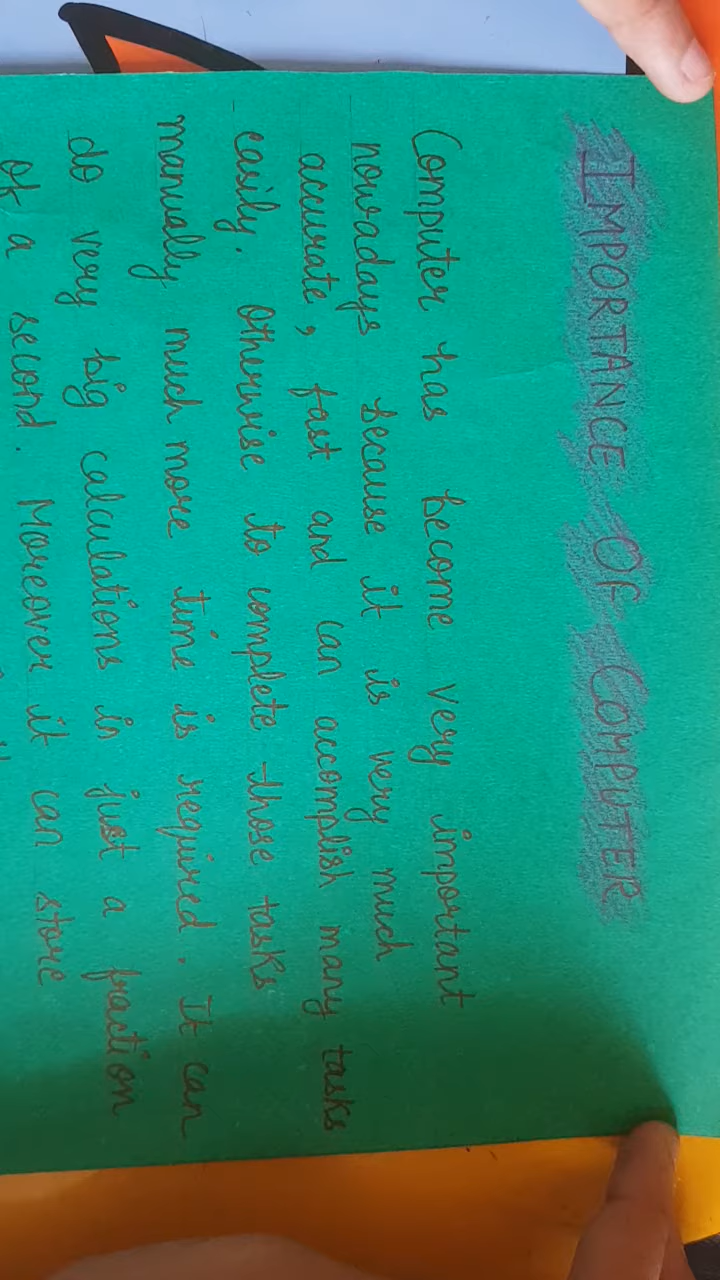 IMPORTANCE OF COMPUTER
Computer has become very important
nowadays because it is very much
accurate, fast and can accomplish many tasks
easily. Otherwise to complete those tasks
manually much more time is required. It can
do very big calculations in just a fraction
of a second. Moreover it can store